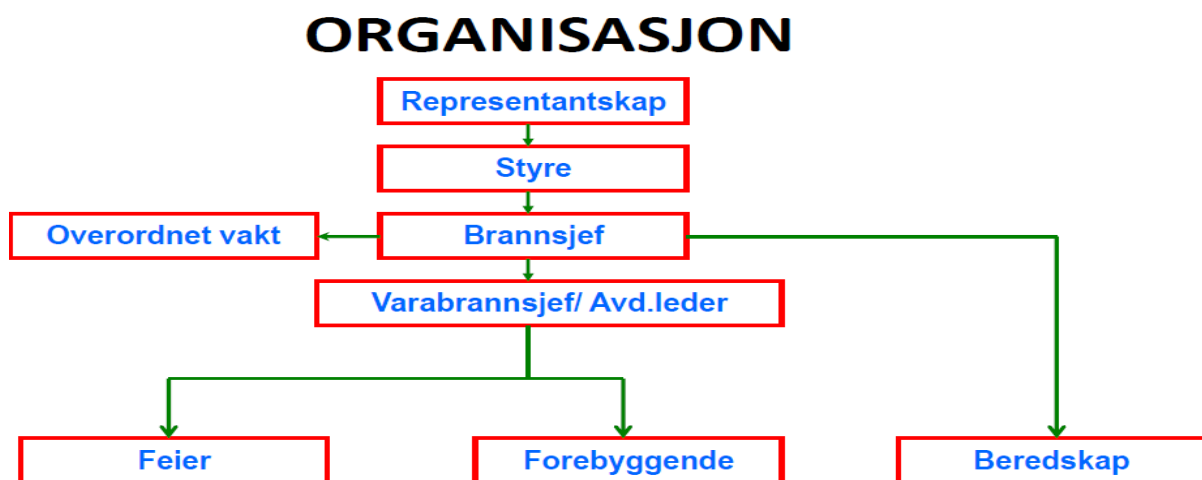 ORGANISASJON
Representantskap
Styre
Overordnet vakt
Brannsjef
Varabrannsjef/ Avd.leder
Feier
Forebyggende
Beredskap